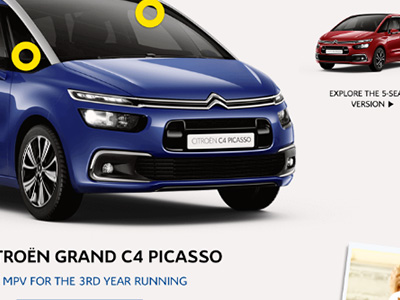 EXPLORE THE 5-SEA
VERSION ▶
CITROËN C4 PICASSO
TROËN GRAND C4 PICASSO
MPV FOR THE 3RD YEAR RUNNING